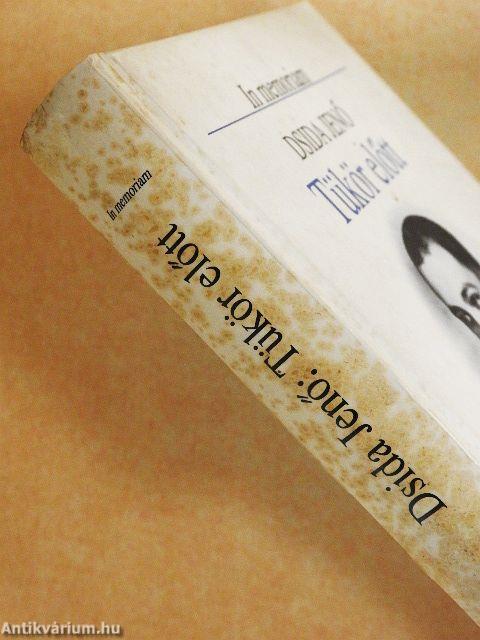 In memoriam
DSIDA JENŐ
Tükör előtt
In memoriam
Dsida Jenő: Tükör előtt
Antikvárium.hu